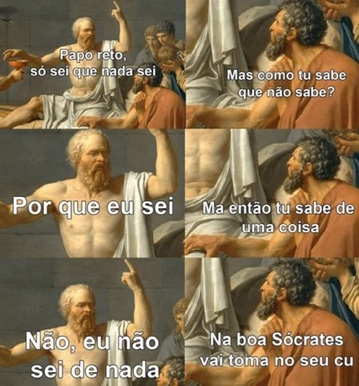 Papo reto,
só sei que nada sei
Mas como tu sabe
que não sabe?
Por que eu sei
Ma então tu sabe de
uma coisa
Não, eu não
sei de nada
Na boa Sócrates
vai toma no seu cu